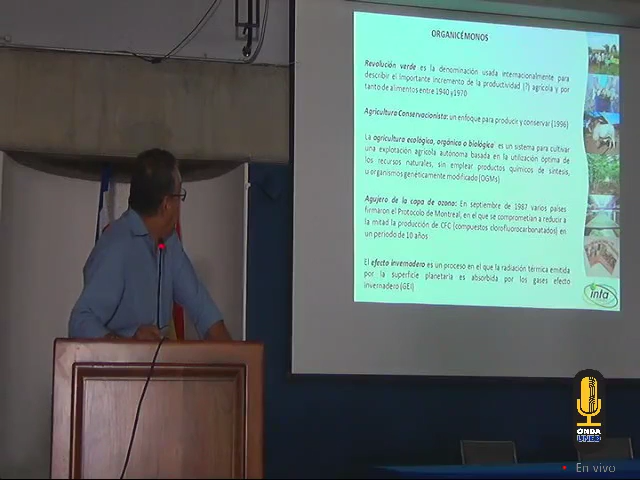 ORGANICÉMONOS
Revolución verde es la denominación usada internacionalmente para
describir el importante incremento de la productividad (?) agrícola y por
tanto de alimentos entre 1940 y1970
Agricultura Conservacionista: un enfoque para producir y conservar (1996)
La agricultura ecológica, orgánica o biológica es un sistema para cultivar
una explotación agrícola autónoma basada en la utilización óptima de
los recursos naturales, sin emplear productos químicos de síntesis,
u organismos genéticamente modificado (OGMs)
Agujero de la capa de ozono: En septiembre de 1987 varios países
firmaron el Protocolo de Montreal, en el que se comprometían a reducir a
la mitad la producción de CFC (compuestos clorofluorocarbonatados) en
un periodo de 10 años
El efecto invernadero es un proceso en el que la radiación térmica emitida
por la superficie planetaria es absorbida por los gases efecto
invernadero (GEI)
inta
ONDA
UNED
En vivo